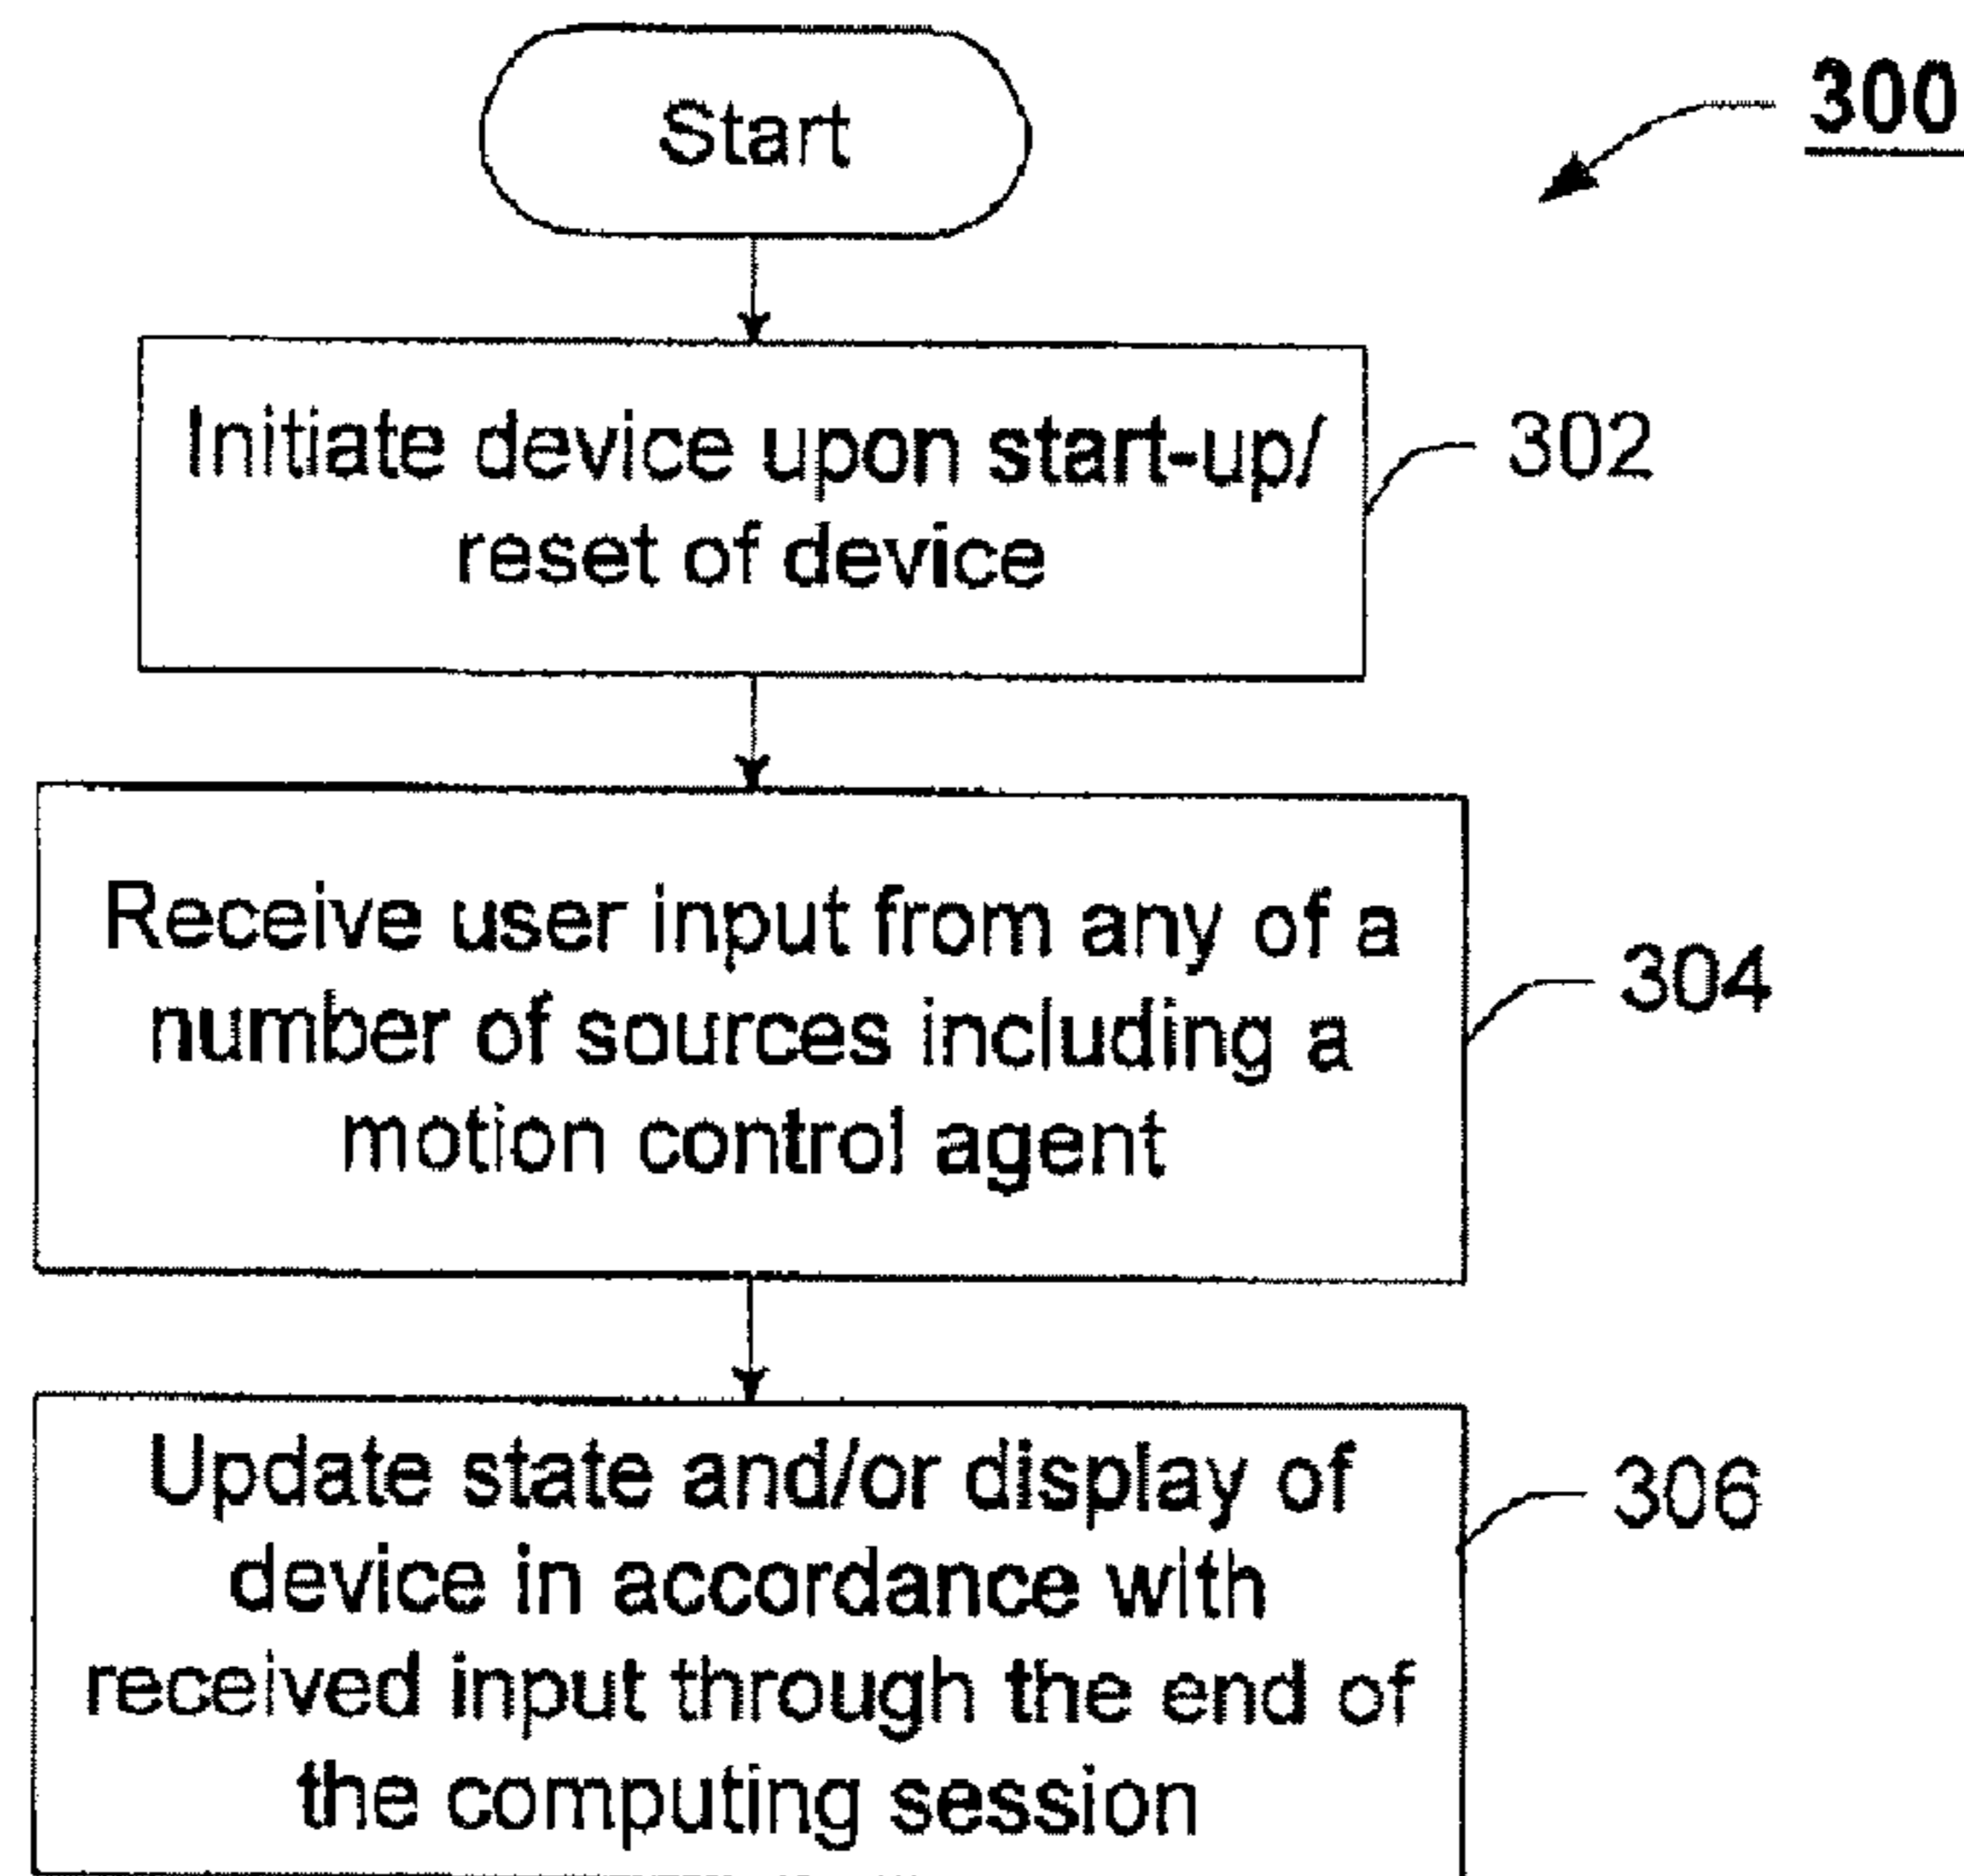 Start
300
Initiate device upon start-up/
reset of device
302
Receive user input from any of a
number of sources including a
motion control agent
304
Update state and/or display of
device in accordance with
received input through the end of
the computing session
306